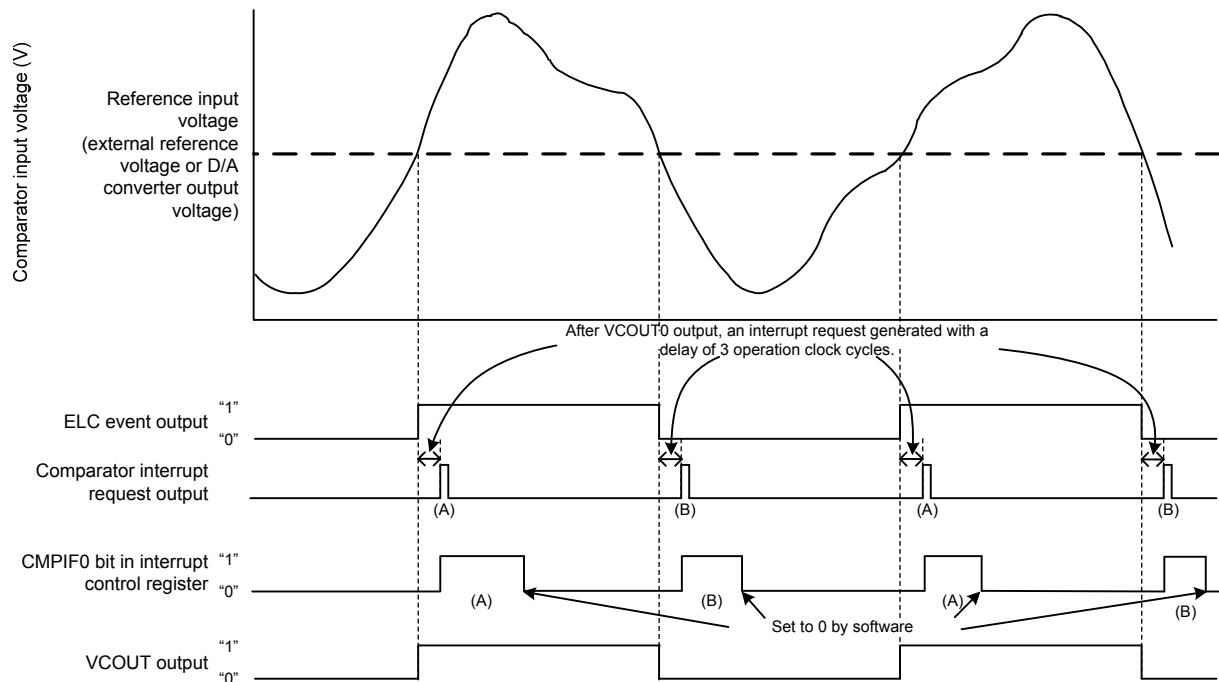 Comparator input voltage (V)
Reference input
voltage
(external reference
voltage or D/A
converter output
voltage)
After VCOUT0 output, an interrupt request generated with a
delay of 3 operation clock cycles.
ELC event output
“1”
“0”
Comparator interrupt
request output
(A)
(B)
(A)
(B)
CMPIF0 bit in interrupt
control register
“1”
“0”
(A)
(B)
(A)
(B)
Set to 0 by software
VCOUT output
“1”
“0”